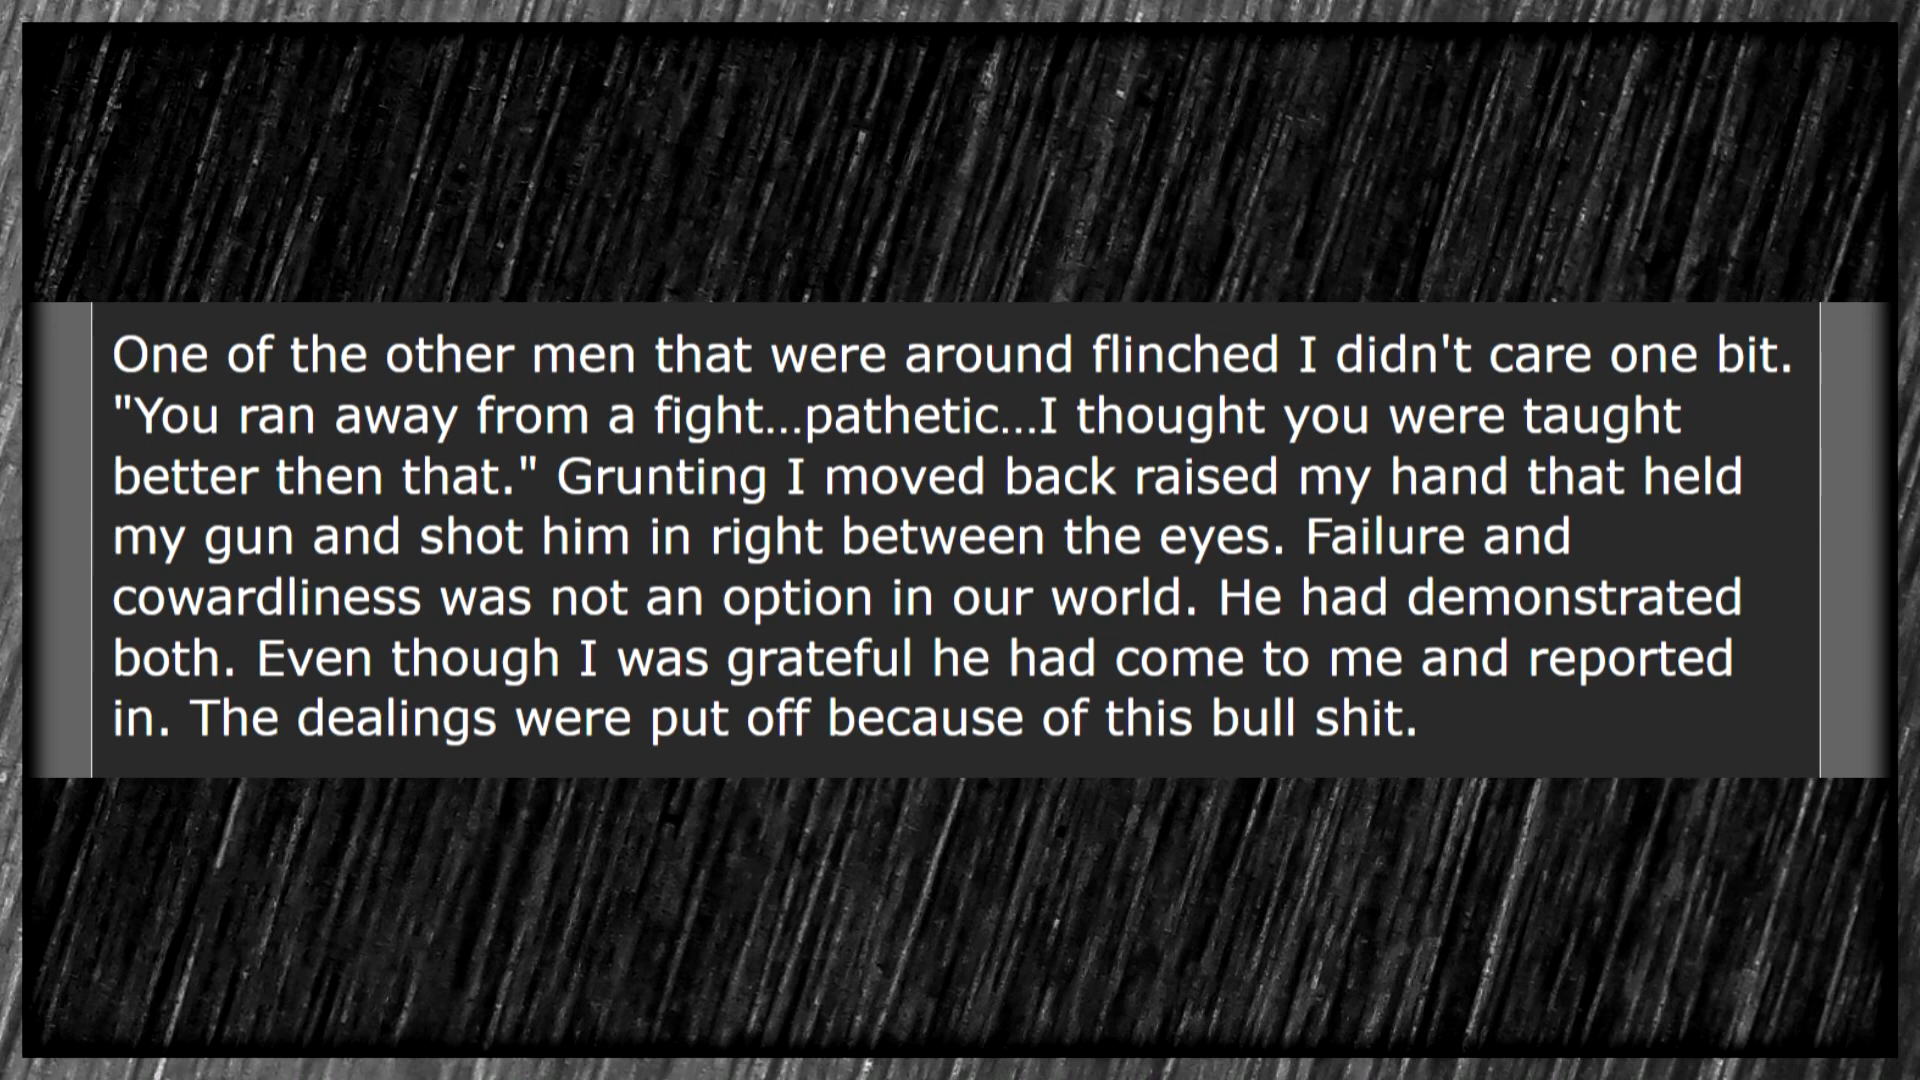 One of the other men that were around flinched I didn't care one bit.
"You ran away from a fight...pathetic...I thought you were taught
better then that." Grunting I moved back raised my hand that held
my gun and shot him in right between the eyes. Failure and
cowardliness was not an option in our world. He had demonstrated
both. Even though I was grateful he had come to me and reported
in. The dealings were put off because of this bull shit.